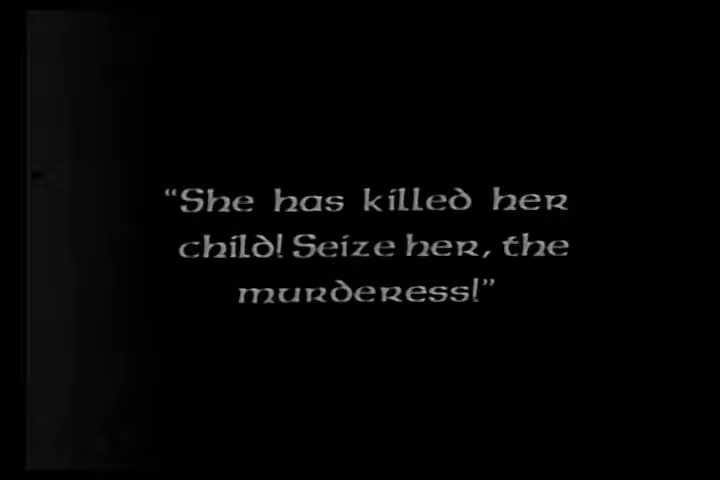 “She has killed her
child! Seize her, the
murderess!”